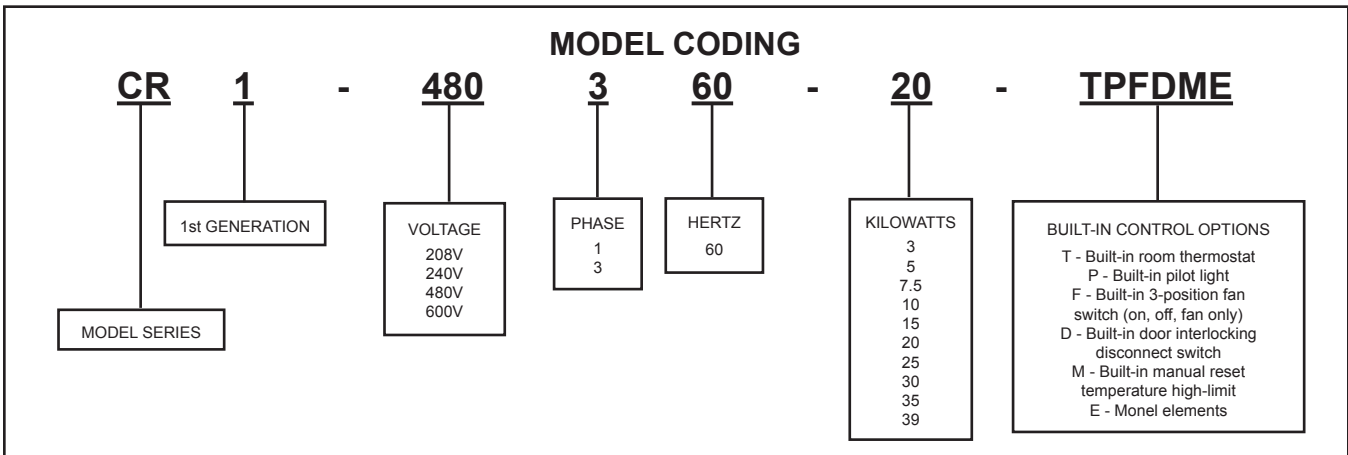 MODEL CODING
CR 1 - 480 3 60 - 20 - TPFDME
MODEL SERIES
1st GENERATION
VOLTAGE
208V
240V
480V
600V
PHASE
1
3
HERTZ
60
KILOWATTS
3
5
7.5
10
15
20
25
30
35
39
BUILT-IN CONTROL OPTIONS
T - Built-in room thermostat
P - Built-in pilot light
F - Built-in 3-position fan
switch (on, off, fan only)
D - Built-in door interlocking
disconnect switch
M - Built-in manual reset
temperature high-limit
E - Monel elements